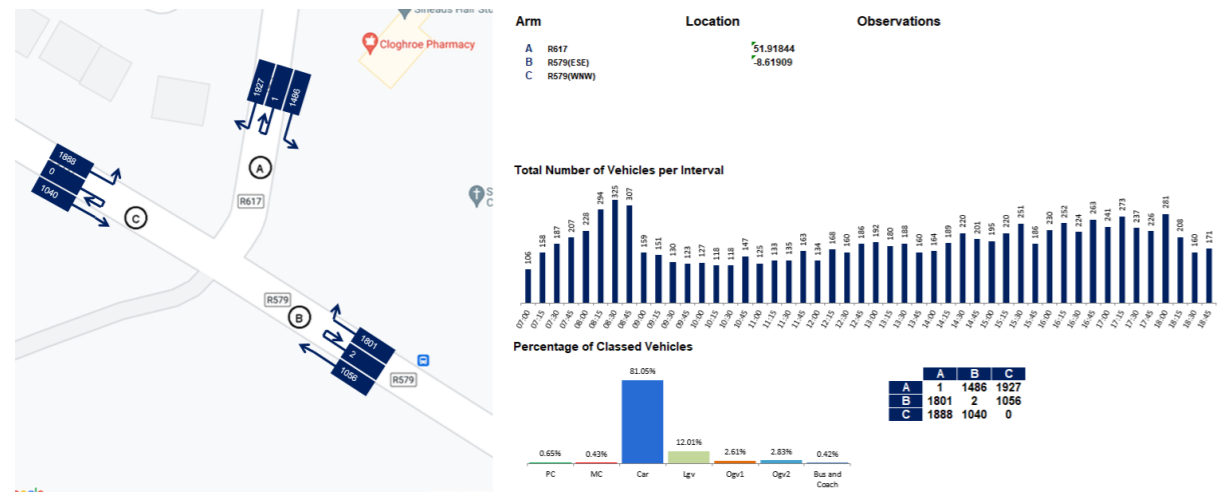 Sineads Hair Sto
Cloghroe Pharmacy
1927
1
1486
1888
0
1040
A
R617
C
S
C
R579
B
1801
2
1056
R579
Arm Location Observations
A R617 51.91844
B R579(ESE) -8.61909
C R579(WNW)
Total Number of Vehicles per Interval
106 158 187 207 228 294 325 307 159 151 130 123 127 118 118 147 125 133 135 163 134 168 160 186 192 180 188 160 164 189 220 201 195 220 251 186 230 252 224 263 241 273 237 226 281 208 160 171
07:00 07:15 07:30 07:45 08:00 08:15 08:30 08:45 09:00 09:15 09:30 09:45 10:00 10:15 10:30 10:45 11:00 11:15 11:30 11:45 12:00 12:15 12:30 12:45 13:00 13:15 13:30 13:45 14:00 14:15 14:30 14:45 15:00 15:15 15:30 15:45 16:00 16:15 16:30 16:45 17:00 17:15 17:30 17:45 18:00 18:15 18:30 18:45
Percentage of Classed Vehicles
0.65% 0.43% 81.05% 12.01% 2.61% 2.83% 0.42%
PC MC Car Lgv Ogv1 Ogv2 Bus and
Coach
A B C
A 1 1486 1927
B 1801 2 1056
C 1888 1040 0